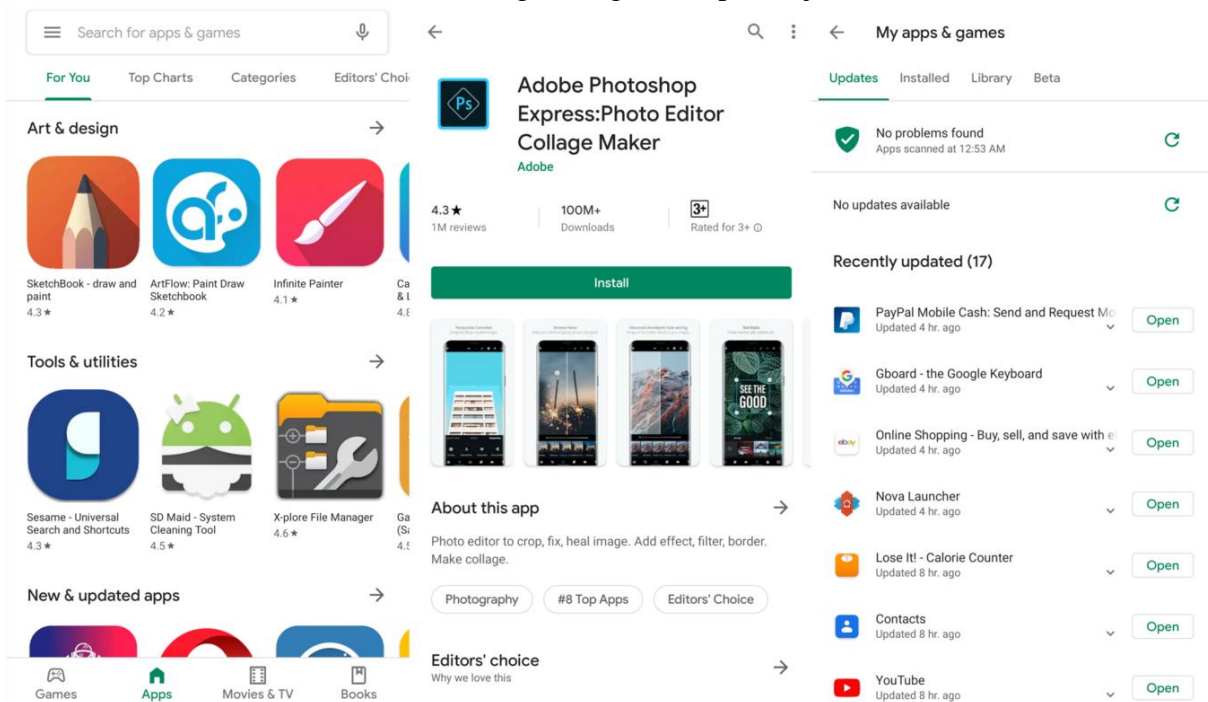 Search for apps & games
For You Top Charts Categories Editors' Choi
Art & design
SketchBook - draw and
paint
4.3★
ArtFlow: Paint Draw
Sketchbook
4.2★
Infinite Painter
4.1★
Ca
& L
4.8
Tools & utilities
Sesame - Universal
Search and Shortcuts
4.3★
SD Maid - System
Cleaning Tool
4.5★
X-plore File Manager
4.6★
Ga
(Sa
4.5
New & updated apps
Games Apps Movies & TV Books
Ps
Adobe Photoshop
Express:Photo Editor
Collage Maker
Adobe
4.3★
1M reviews
100M+
Downloads
3+
Rated for 3+
Install
SEE THE
GOOD
About this app
Photo editor to crop, fix, heal image. Add effect, filter, border.
Make collage.
Photography #8 Top Apps Editors' Choice
Editors' choice
Why we love this
My apps & games
Updates Installed Library Beta
No problems found
Apps scanned at 12:53 AM
No updates available
Recently updated (17)
PayPal Mobile Cash: Send and Request Mo
Updated 4 hr. ago
Open
Gboard - the Google Keyboard
Updated 4 hr. ago
Open
ebay
Online Shopping - Buy, sell, and save with e
Updated 4 hr. ago
Open
Nova Launcher
Updated 4 hr. ago
Open
Lose It! - Calorie Counter
Updated 8 hr. ago
Open
Contacts
Updated 8 hr. ago
Open
YouTube
Updated 8 hr. ago
Open